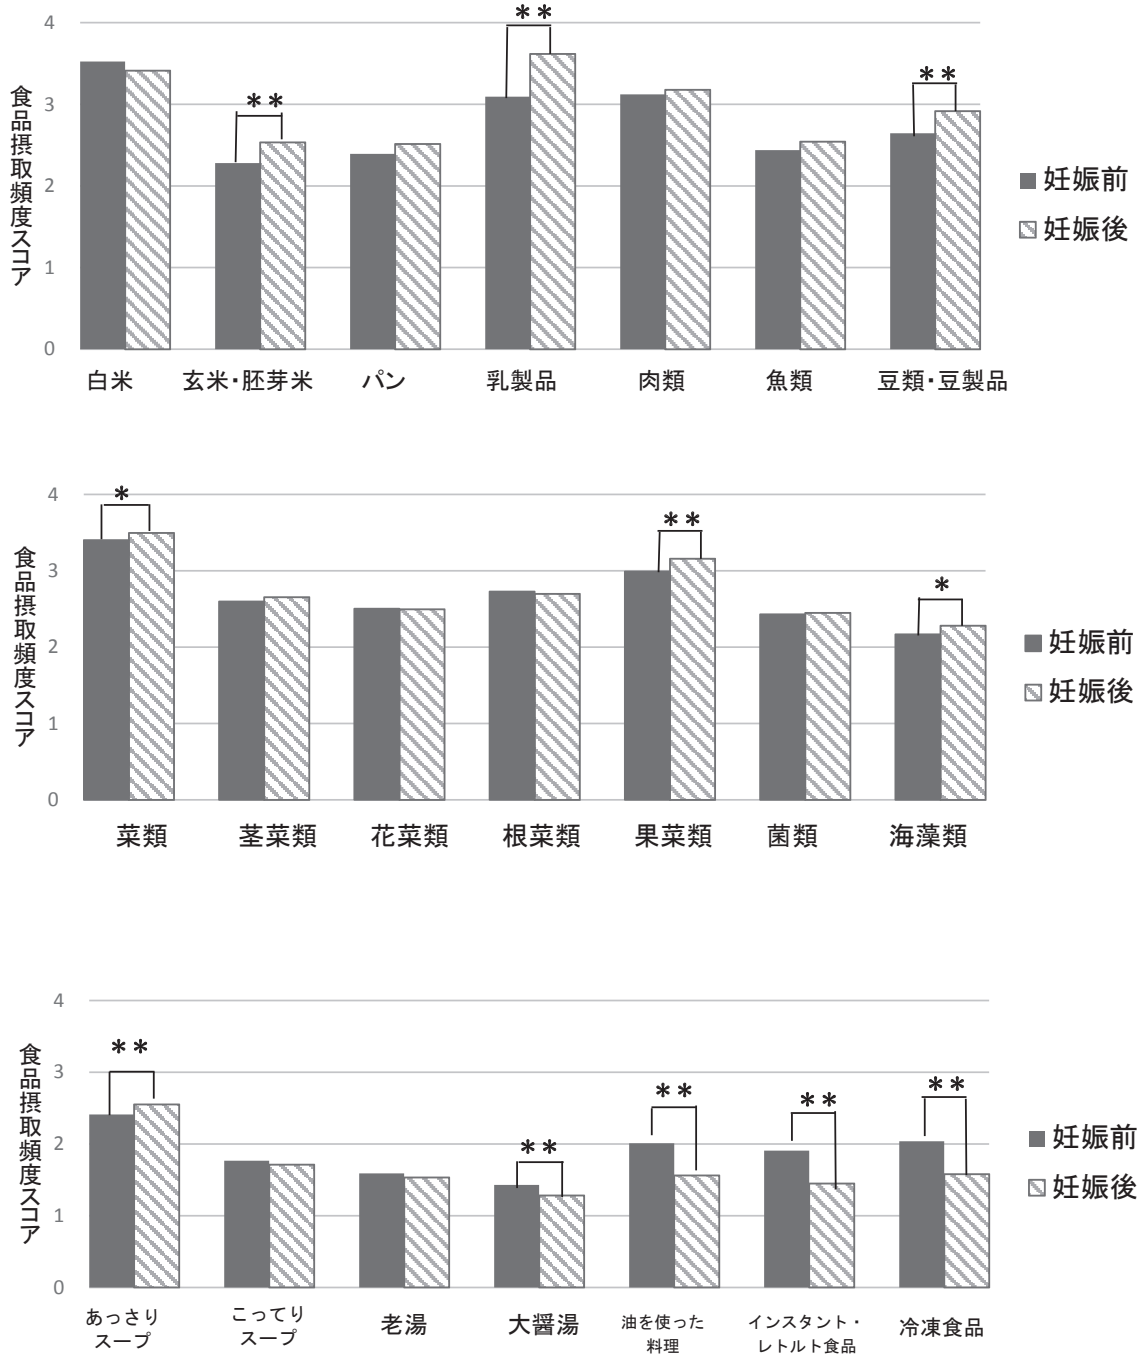 4
3
2
1
0
食品摂取頻度スコア
**
**
**
白米
玄米・胚芽米
パン
乳製品
肉類
魚類
豆類・豆製品
妊娠前
妊娠後
4
3
2
1
0
食品摂取頻度スコア
*
**
*
菜類
茎菜類
花菜類
根菜類
果菜類
菌類
海藻類
妊娠前
妊娠後
4
3
2
1
0
食品摂取頻度スコア
**
**
**
**
**
あっさり
スープ
こってり
スープ
老湯
大醤湯
油を使った
料理
インスタント・
レトルト食品
冷凍食品
妊娠前
妊娠後